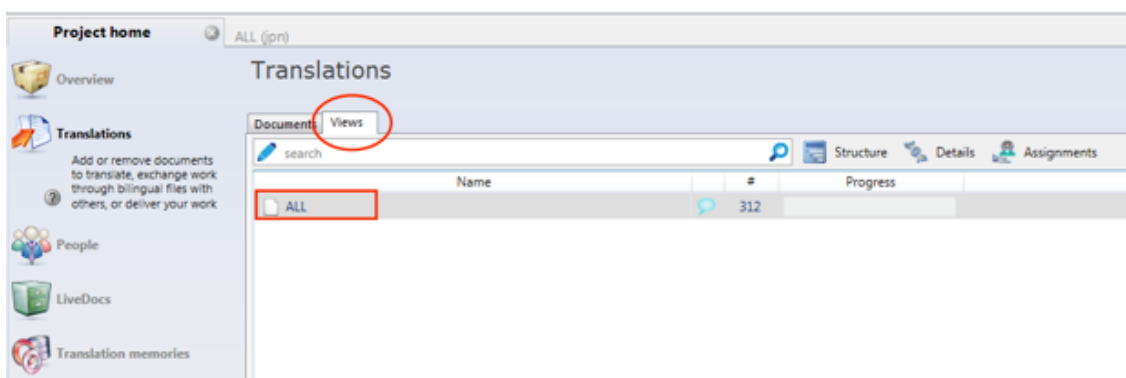 Project home
ALL (jpn)
Overview
Translations
Translations
Add or remove documents
to translate, exchange work
through bilingual files with
others, or deliver your work
People
LiveDocs
Translation memories
Documents
Views
search
Structure
Details
Assignments
Name
#
Progress
ALL
312